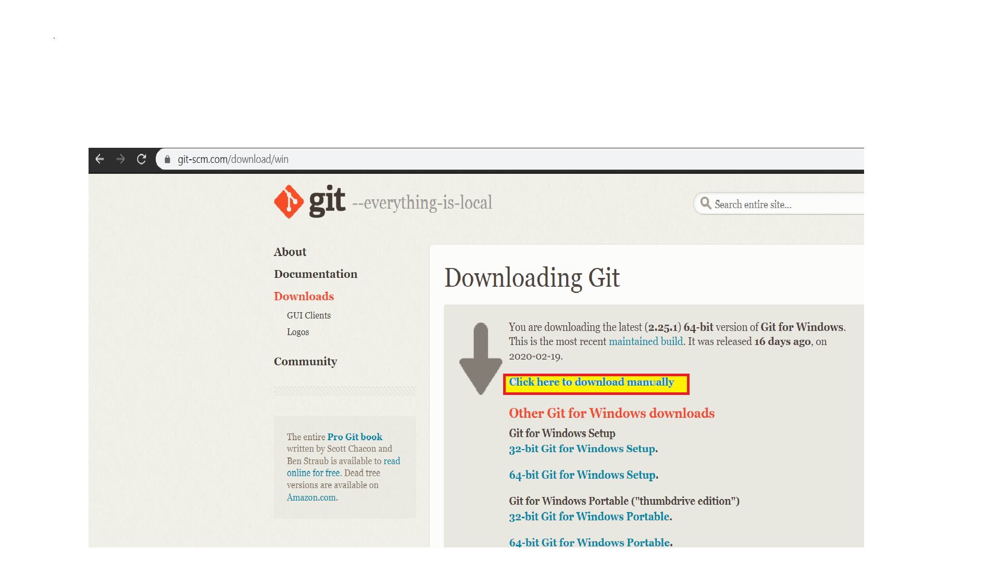 .
git-scm.com/download/win
git --everything-is-local
Search entire site...
About
Documentation
Downloads
GUI Clients
Logos
Community
The entire Pro Git book
written by Scott Chacon and
Ben Straub is available to read
online for free. Dead tree
versions are available on
Amazon.com.
Downloading Git
You are downloading the latest (2.25.1) 64-bit version of Git for Windows.
This is the most recent maintained build. It was released 16 days ago, on
2020-02-19.
Click here to download manually
Other Git for Windows downloads
Git for Windows Setup
32-bit Git for Windows Setup.
64-bit Git for Windows Setup.
Git for Windows Portable ("thumbdrive edition")
32-bit Git for Windows Portable.
64-bit Git for Windows Portable.